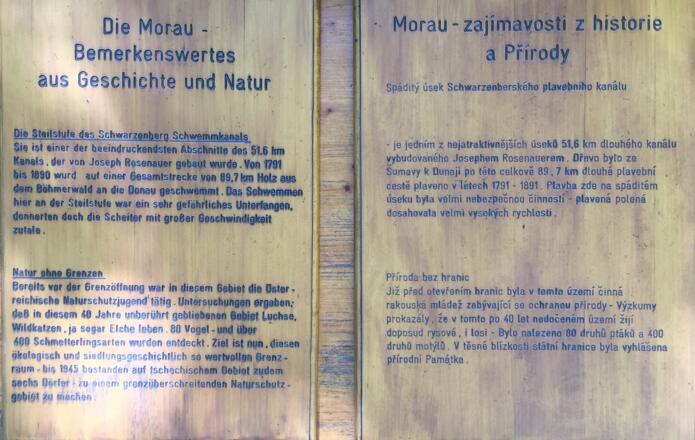 Die Morau -
Bemerkenswertes
aus Geschichte und Natur
Die Steilstufe des Schwarzenberg Schwemmkanals
Sie ist einer der beeindruckendsten Abschnitte des 51,6 km
Kanals, der von Joseph Rosenauer gebaut wurde. Von 1791
bis 1890 wurd auf einer Gesamtstrecke von 89,7 km Holz aus
dem Böhmerwald an die Donau geschwemmt. Das Schwemmen
hier an der Steilstufe war ein sehr gefährliches Unterfangen,
donnerten doch die Scheiter mit großer Geschwindigkeit
zutale.
Natur ohne Grenzen
Bereits vor der Grenzöffnung war in diesem Gebiet die Öster-
reichische Naturschutzjugend tätig. Untersuchungen ergaben,
daß in diesem 40 Jahre unberührt gebliebenen Gebiet Luchse,
Wildkatzen, ja sogar Elche leben. 80 Vogel- und über
400 Schmetterlingsarten wurden entdeckt. Ziel ist nun, diesen
ökologisch und siedlungsgeschichtlich so wertvollen Grenz-
raum - bis 1945 bestanden auf tschechischem Gebiet zudem
sechs Dörfer - zu einem grenzüberschreitenden Naturschutz-
gebiet zu machen.
Morau - zajímavosti z historie
a Přírody
Spáditý úsek Schwarzenberského plavebního kanálu
- je jedním z nejatraktivnějších úseků 51,6 km dlouhého kanálu
vybudovaného Josephem Rosenauerem. Dřevo bylo ze
Šumavy k Dunaji po této celkově 89,7 km dlouhé plavební
cestě plaveno v létech 1791 - 1891. Plavba zde na spáditém
úseku byla velmi nebezpečnou činností - plavená polena
dosahovala velmi vysokých rychlostí.
Příroda bez hranic
Již před otevřením hranic byla v tomto území činná
rakouská mládež zabývající se ochranou přírody - Výzkumy
prokázaly, že v tomto po 40 let nedotčeném území žijí
doposud rysové, i losi - Bylo nalezeno 80 druhů ptáků a 400
druhů motýlů. V těsné blízkosti státní hranice byla vyhlášena
přírodní Památka.